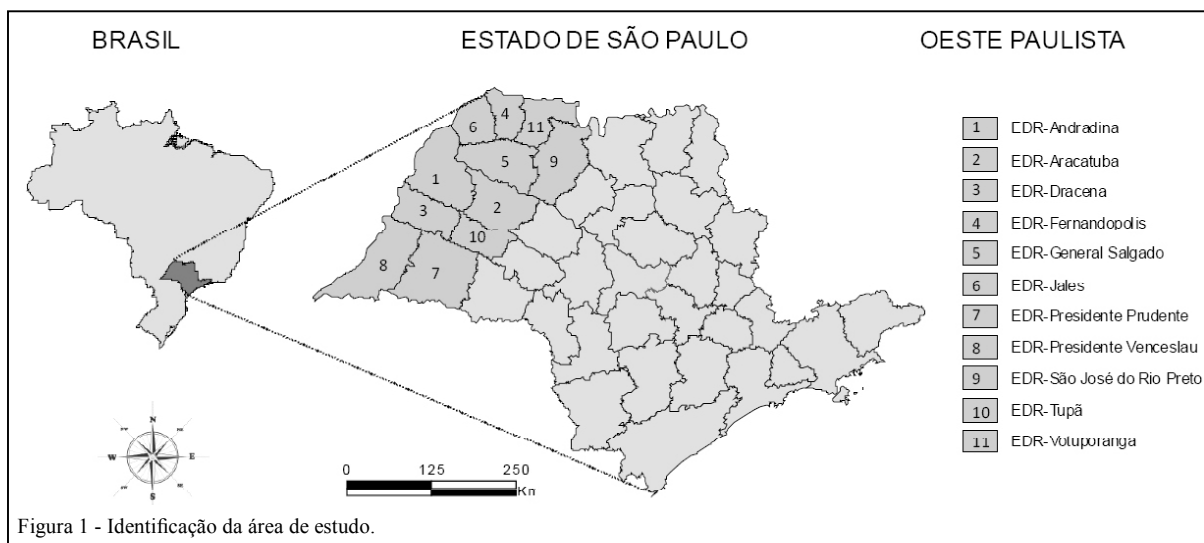 BRASIL
ESTADO DE SÃO PAULO
OESTE PAULISTA
4
6
11
5
9
1
2
3
10
8
7
1 EDR-Andradina
2 EDR-Aracatuba
3 EDR-Dracena
4 EDR-Fernandopolis
5 EDR-General Salgado
6 EDR-Jales
7 EDR-Presidente Prudente
8 EDR-Presidente Venceslau
9 EDR-São José do Rio Preto
10 EDR-Tupã
11 EDR-Votuporanga
N
W E
S
0 125 250
Km
Figura 1 - Identificação da área de estudo.